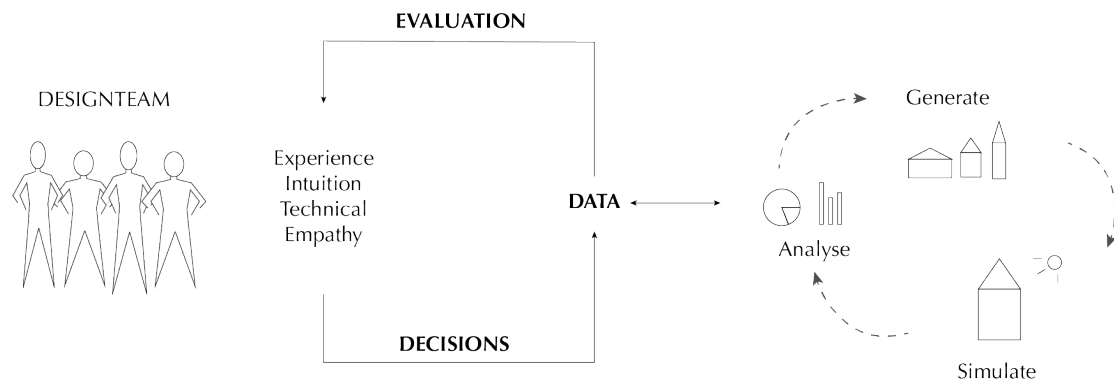 EVALUATION
DESIGNTEAM
Experience
Intuition
Technical
Empathy
DATA
DECISIONS
Generate
Analyse
Simulate